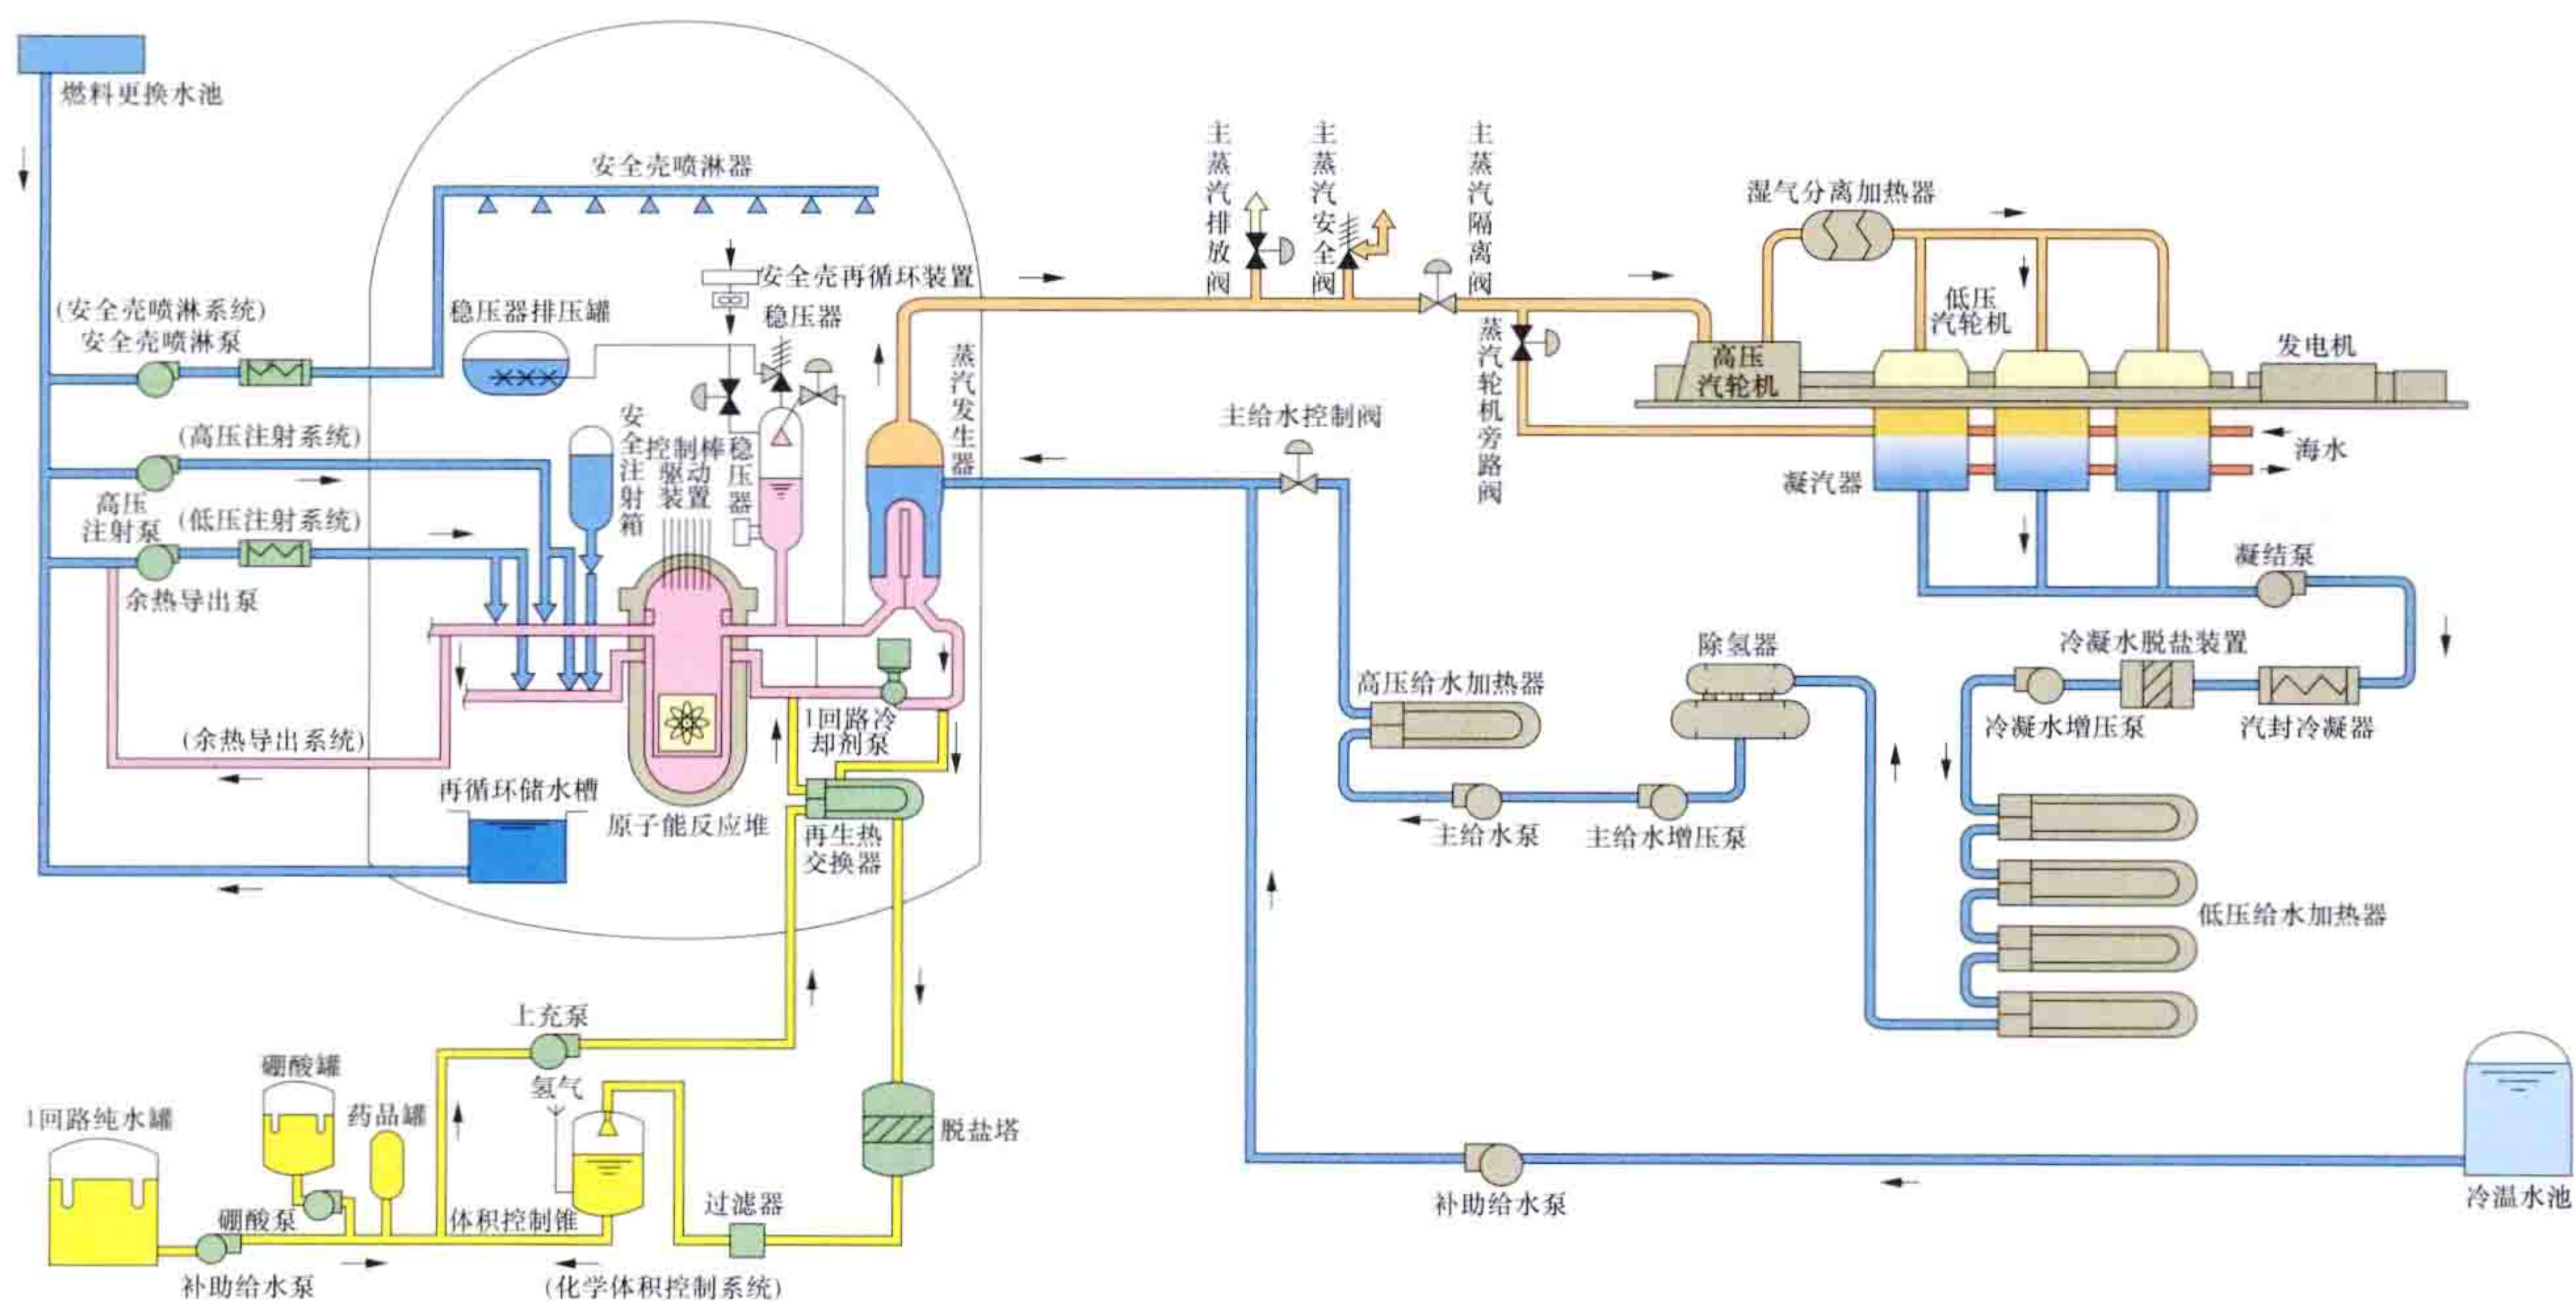 燃料更换水池
安全壳喷淋器
安全壳再循环装置
(安全壳喷淋系统)
安全壳喷淋泵
稳压器排压罐
稳压器
蒸汽发生器
(高压注射系统)
高压
注射泵
(低压注射系统)
余热导出泵
安全注射箱
控制棒
驱动
装置
稳压器
(余热导出系统)
再循环储水槽
原子能反应堆
1回路冷
却剂泵
再生热
交换器
上充泵
氢气
硼酸罐
药品罐
1回路纯水罐
硼酸泵
体积控制锥
补助给水泵
(化学体积控制系统)
过滤器
脱盐塔
主蒸汽排放阀
主蒸汽安全阀
主蒸汽隔离阀
蒸汽轮机旁路阀
湿气分离加热器
低压
汽轮机
高压
汽轮机
发电机
海水
凝汽器
主给水控制阀
凝结泵
除氢器
冷凝水脱盐装置
冷凝水增压泵
汽封冷凝器
高压给水加热器
主给水泵
主给水增压泵
低压给水加热器
补助给水泵
冷温水池